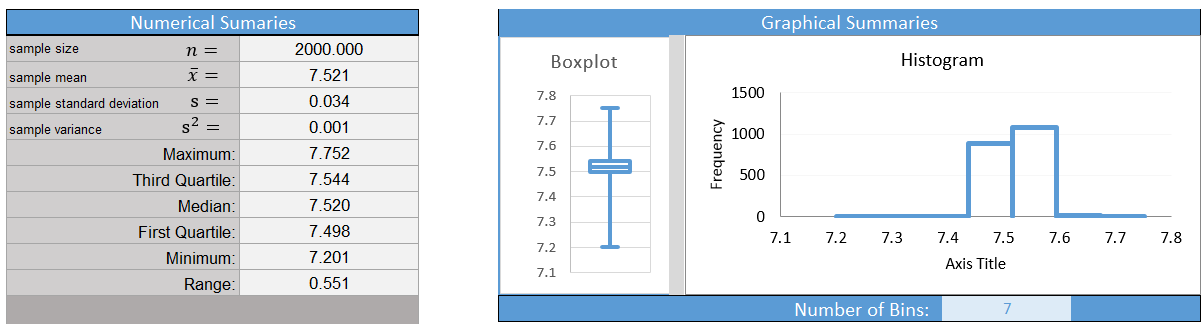 Numerical Sumaries
sample size n = 2000.000
sample mean x̄ = 7.521
sample standard deviation s = 0.034
sample variance s² = 0.001
Maximum: 7.752
Third Quartile: 7.544
Median: 7.520
First Quartile: 7.498
Minimum: 7.201
Range: 0.551
Graphical Summaries
Boxplot
7.8
7.7
7.6
7.5
7.4
7.3
7.2
7.1
Histogram
Frequency
1500
1000
500
0
7.1 7.2 7.3 7.4 7.5 7.6 7.7 7.8
Axis Title
Number of Bins: 7